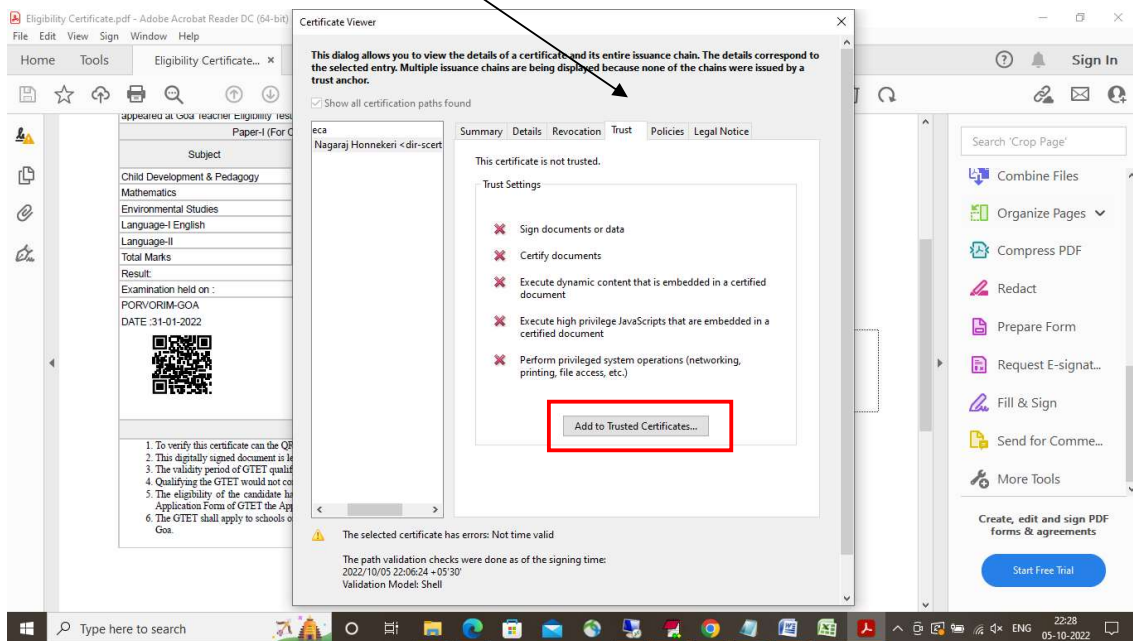 Eligibility Certificate.pdf - Adobe Acrobat Reader DC (64-bit)
File Edit View Sign Window Help
Home Tools Eligibility Certificate... ×
Sign In
appeared at Goa Teacher Eligibility Test
Paper-I (For C
Subject
Child Development & Pedagogy
Mathematics
Environmental Studies
Language-I English
Language-II
Total Marks
Result:
Examination held on :
PORVORIM-GOA
DATE :31-01-2022
1. To verify this certificate can the QR
2. This digitally signed document is le
3. The validity period of GTET qualif
4. Qualifying the GTET would not co
5. The eligibility of the candidate ha
Application Form of GTET the Ap
6. The GTET shall apply to schools o
Goa.
Certificate Viewer
This dialog allows you to view the details of a certificate and its entire issuance chain. The details correspond to
the selected entry. Multiple issuance chains are being displayed because none of the chains were issued by a
trust anchor.
Show all certification paths found
eca
Nagaraj Honnekeri <dir-scert
Summary Details Revocation Trust Policies Legal Notice
This certificate is not trusted.
Trust Settings
Sign documents or data
Certify documents
Execute dynamic content that is embedded in a certified
document
Execute high privilege JavaScripts that are embedded in a
certified document
Perform privileged system operations (networking,
printing, file access, etc.)
Add to Trusted Certificates...
The selected certificate has errors: Not time valid
The path validation checks were done as of the signing time:
2022/10/05 22:06:24 +05'30'
Validation Model: Shell
Search 'Crop Page'
Combine Files
Organize Pages
Compress PDF
Redact
Prepare Form
Request E-signat...
Fill & Sign
Send for Comme...
More Tools
Create, edit and sign PDF
forms & agreements
Start Free Trial
Type here to search
ENG
22:28
05-10-2022